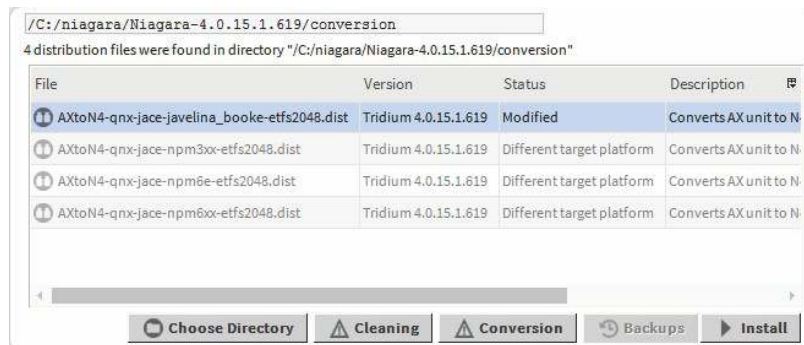 /C:/niagara/Niagara-4.0.15.1.619/conversion
4 distribution files were found in directory "/C:/niagara/Niagara-4.0.15.1.619/conversion"
File Version Status Description
AXtoN4-qnx-jace-javelina_booke-etfs2048.dist Tridium 4.0.15.1.619 Modified Converts AX unit to N
AXtoN4-qnx-jace-npm3xx-etfs2048.dist Tridium 4.0.15.1.619 Different target platform Converts AX unit to N
AXtoN4-qnx-jace-npm6e-etfs2048.dist Tridium 4.0.15.1.619 Different target platform Converts AX unit to N
AXtoN4-qnx-jace-npm6xx-etfs2048.dist Tridium 4.0.15.1.619 Different target platform Converts AX unit to N
Choose Directory Cleaning Conversion Backups Install